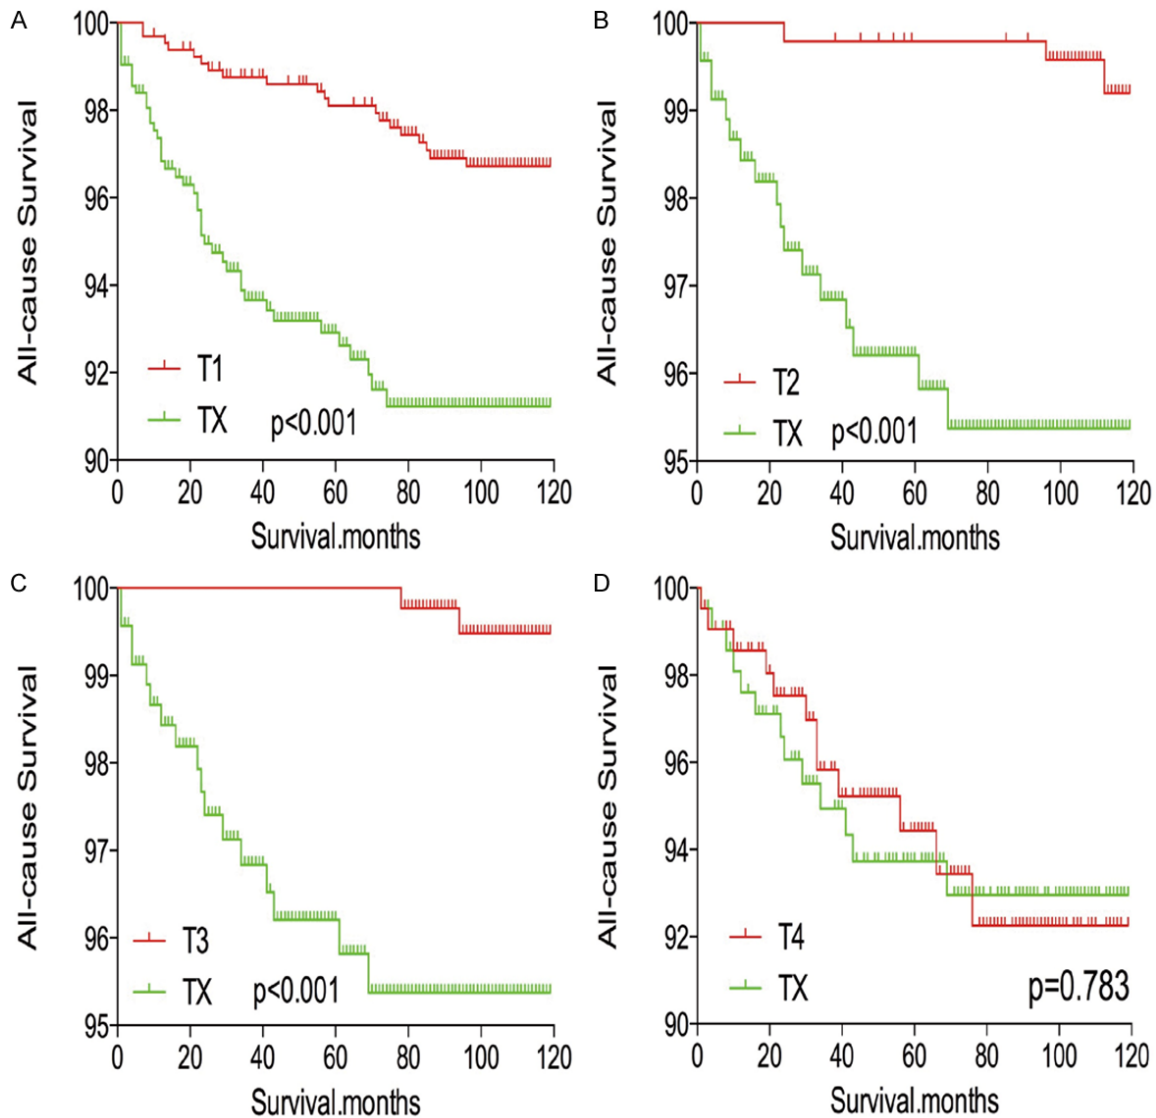 A
All-cause Survival
100
98
96
94
92
90
T1
TX
p<0.001
0 20 40 60 80 100 120
Survival.months
B
All-cause Survival
100
99
98
97
96
95
T2
TX
p<0.001
0 20 40 60 80 100 120
Survival.months
C
All-cause Survival
100
99
98
97
96
95
T3
TX
p<0.001
0 20 40 60 80 100 120
Survival.months
D
All-cause Survival
100
98
96
94
92
90
T4
TX
p=0.783
0 20 40 60 80 100 120
Survival.months